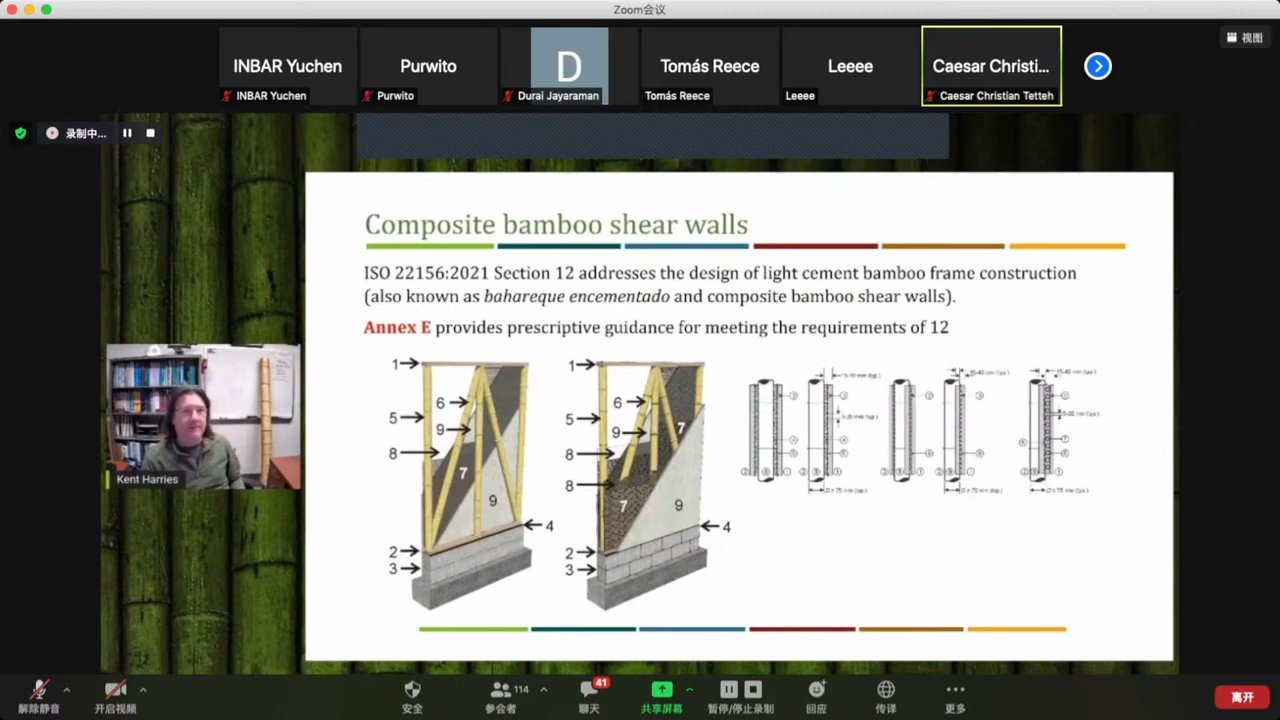 Zoom会议
INBAR Yuchen
Purwito
D
Tomás Reece
Leeee
Caesar Christi...
视图
INBAR Yuchen
Purwito
Durai Jayaraman
Tomás Reece
Leeee
Caesar Christian Tetteh
录制中...
Composite bamboo shear walls
ISO 22156:2021 Section 12 addresses the design of light cement bamboo frame construction
(also known as bahareque encementado and composite bamboo shear walls).
Annex E provides prescriptive guidance for meeting the requirements of 12
1
6
5
9
8
7
9
4
2
3
1
6
5
9
7
8
8
7
9
4
2
3
Kent Harries
解除静音
开启视频
安全
114
参会者
41
聊天
共享屏幕
暂停/停止录制
回应
传译
更多
离开